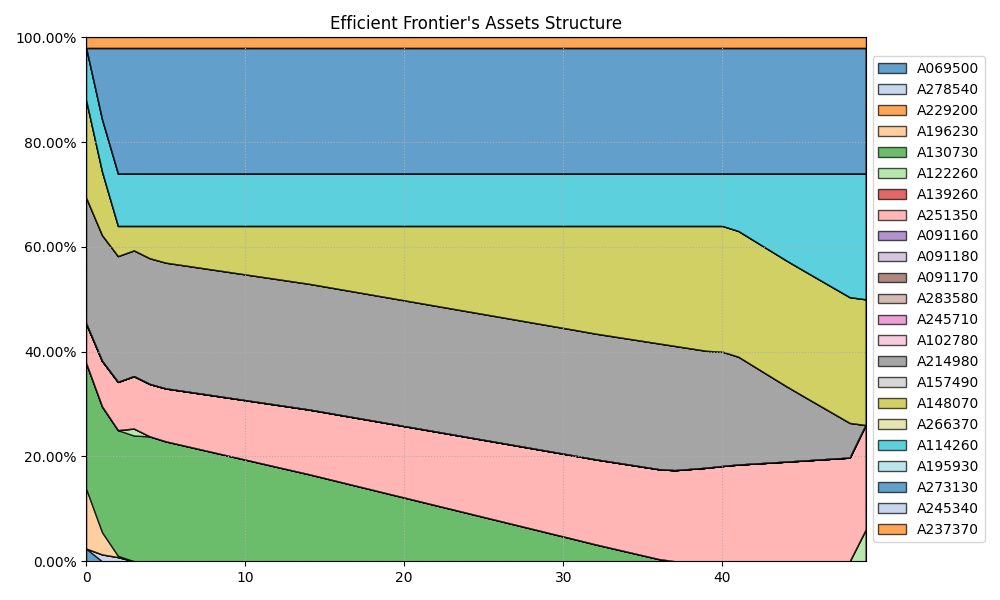 Efficient Frontier's Assets Structure
100.00%
80.00%
60.00%
40.00%
20.00%
0.00%
0
10
20
30
40
A069500
A278540
A229200
A196230
A130730
A122260
A139260
A251350
A091160
A091180
A091170
A283580
A245710
A102780
A214980
A157490
A148070
A266370
A114260
A195930
A273130
A245340
A237370